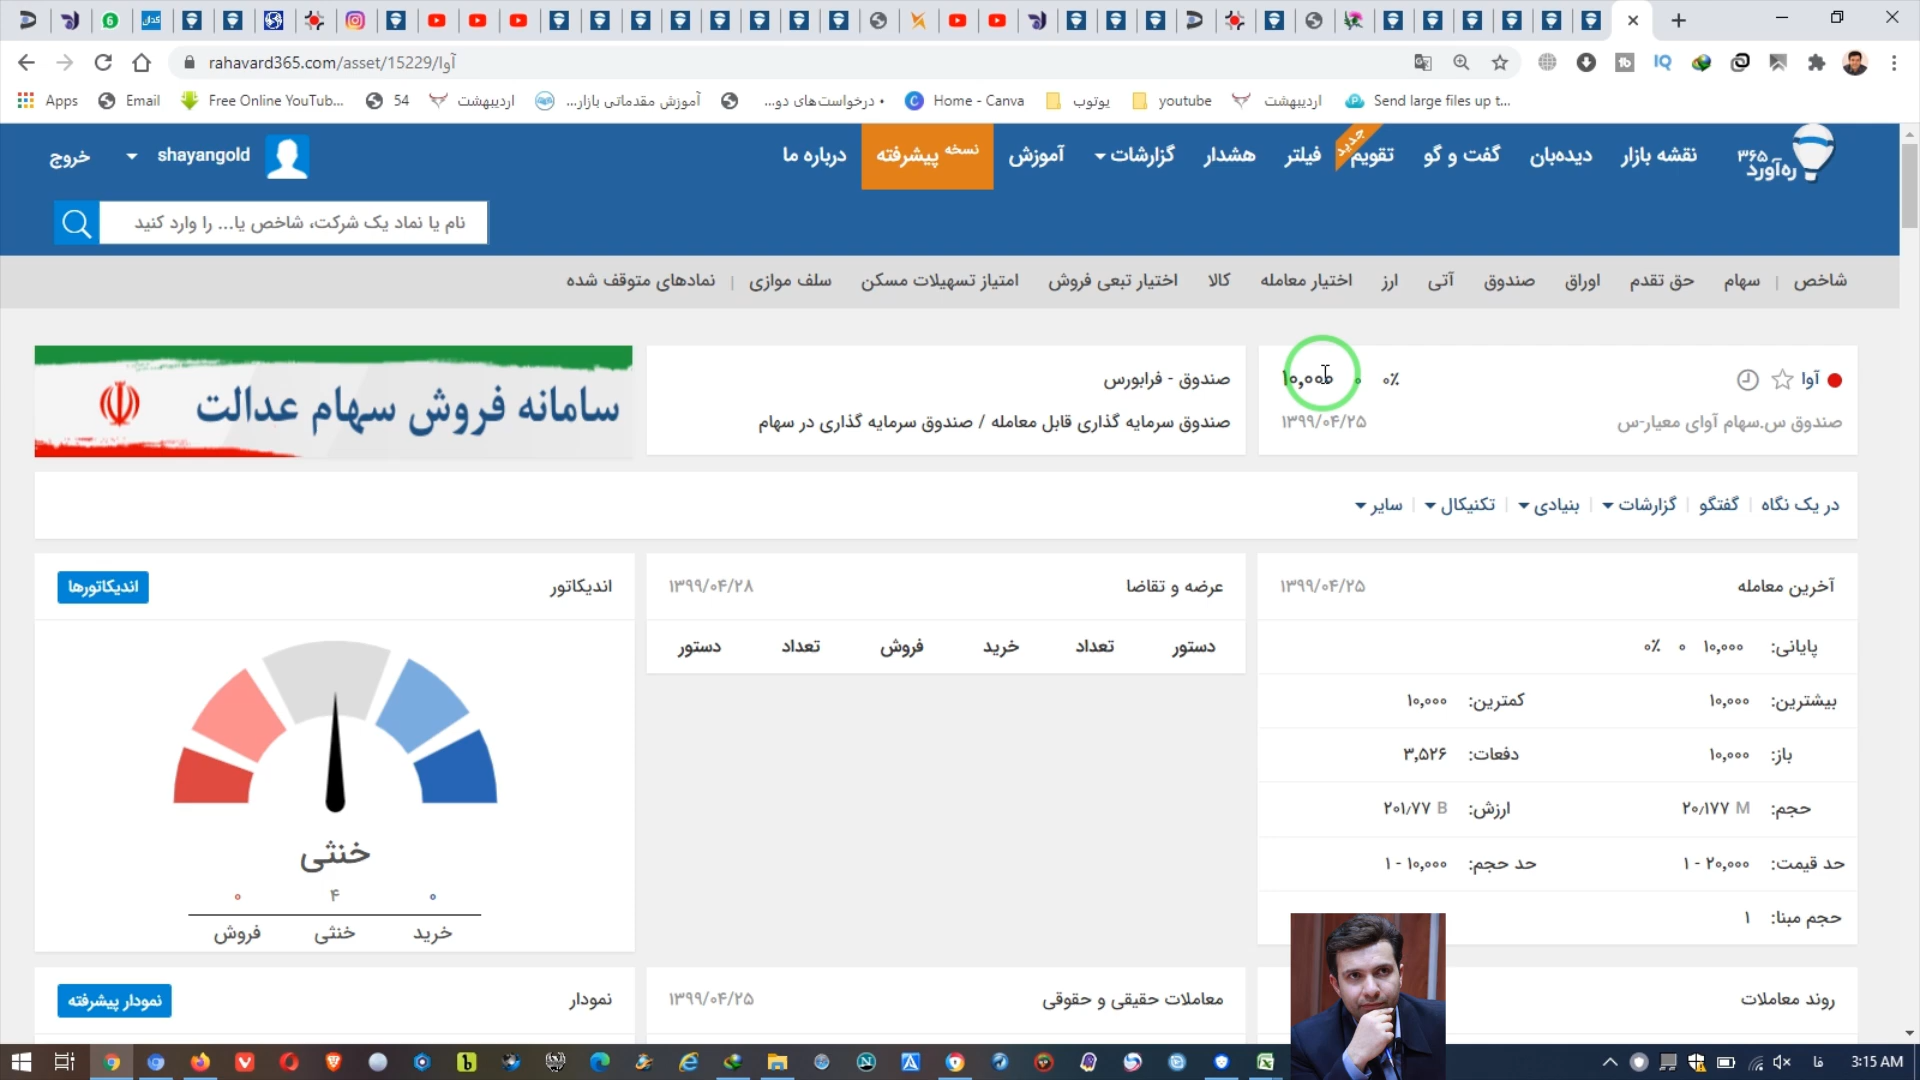 rahavard365.com/asset/15229/آوا
Apps
Email
Free Online YouTub...
54
اردیبهشت
آموزش مقدماتی بازار...
درخواست‌های دو...
Home - Canva
یوتوب
youtube
اردیبهشت
Send large files up t...
ره‌آورد ۳۶۵
نقشه بازار
دیده‌بان
گفت و گو
تقویم
جدید
فیلتر
هشدار
گزارشات
آموزش
نسخه پیشرفته
درباره ما
shayangold
خروج
نام یا نماد یک شرکت، شاخص یا... را وارد کنید
شاخص | سهام حق تقدم اوراق صندوق آتی ارز اختیار معامله کالا اختیار تبعی فروش امتیاز تسهیلات مسکن سلف موازی | نمادهای متوقف شده
آوا
۱۰,۰۰۰ ۰ ۰٪
صندوق س.سهام آوای معیار-س
۱۳۹۹/۰۴/۲۵
صندوق - فرابورس
صندوق سرمایه گذاری قابل معامله / صندوق سرمایه گذاری در سهام
سامانه فروش سهام عدالت
در یک نگاه | گفتگو | گزارشات | بنیادی | تکنیکال | سایر
آخرین معامله ۱۳۹۹/۰۴/۲۵
پایانی: ۱۰,۰۰۰ ۰ ۰٪
بیشترین: ۱۰,۰۰۰ کمترین: ۱۰,۰۰۰
باز: ۱۰,۰۰۰ دفعات: ۳,۵۲۶
حجم: ۲۰/۱۷۷ M ارزش: ۲۰۱/۷۷ B
حد قیمت: ۲۰,۰۰۰ - ۱ حد حجم: ۱۰,۰۰۰ - ۱
حجم مبنا: ۱
عرضه و تقاضا ۱۳۹۹/۰۴/۲۸
دستور تعداد خرید فروش تعداد دستور
اندیکاتور
اندیکاتورها
خنثی
۰ ۴ ۰
خرید خنثی فروش
روند معاملات
معاملات حقیقی و حقوقی ۱۳۹۹/۰۴/۲۵
نمودار
نمودار پیشرفته
فا
3:15 AM